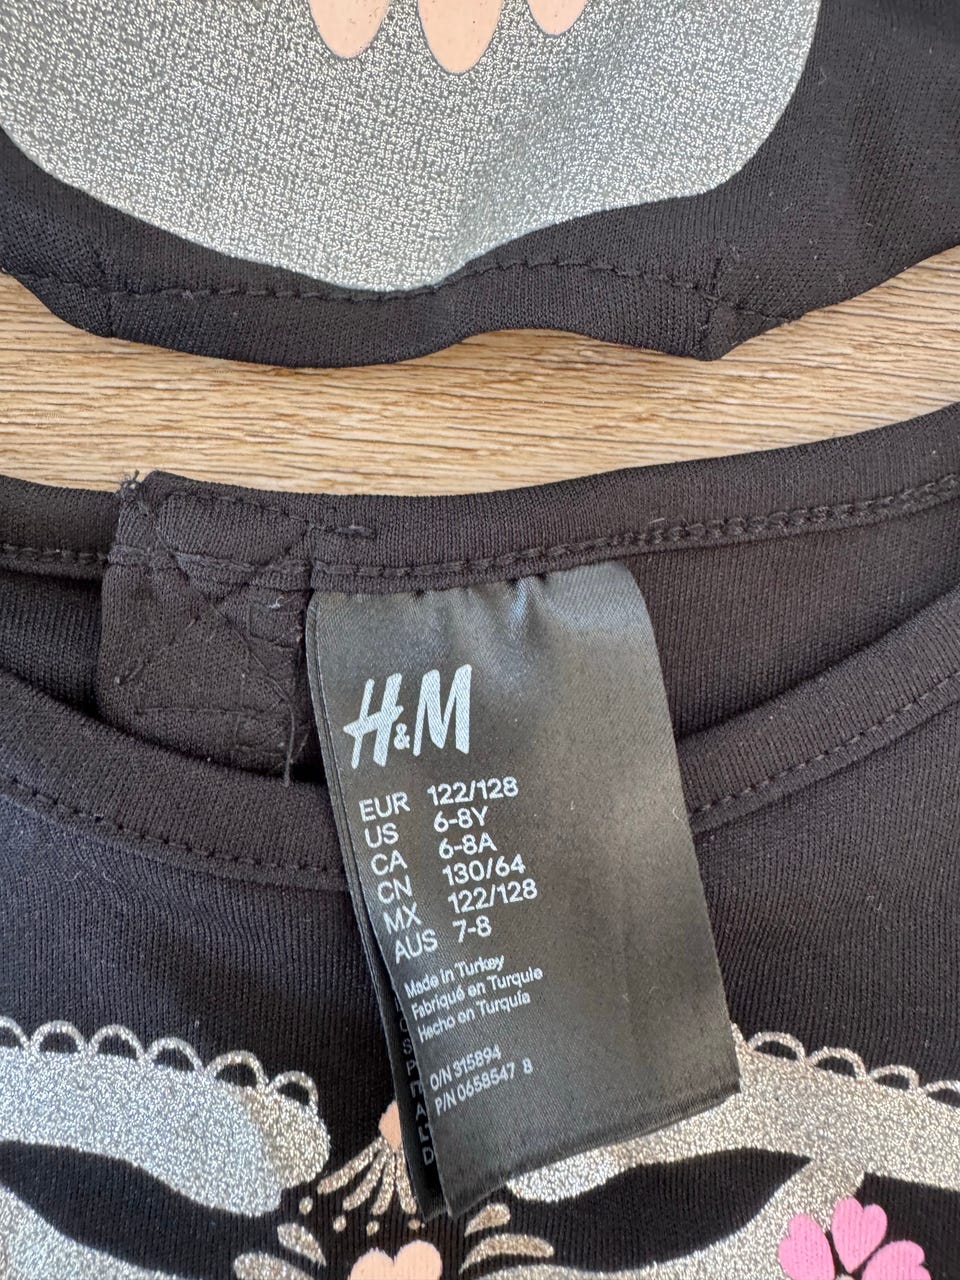 H&M
EUR 122/128
US 6-8Y
CA 6-8A
CN 130/64
MX 122/128
AUS 7-8
Made in Turkey
Fabriqué en Turquie
Hecho en Turquía
O/N 315894
P/N 0658547 8